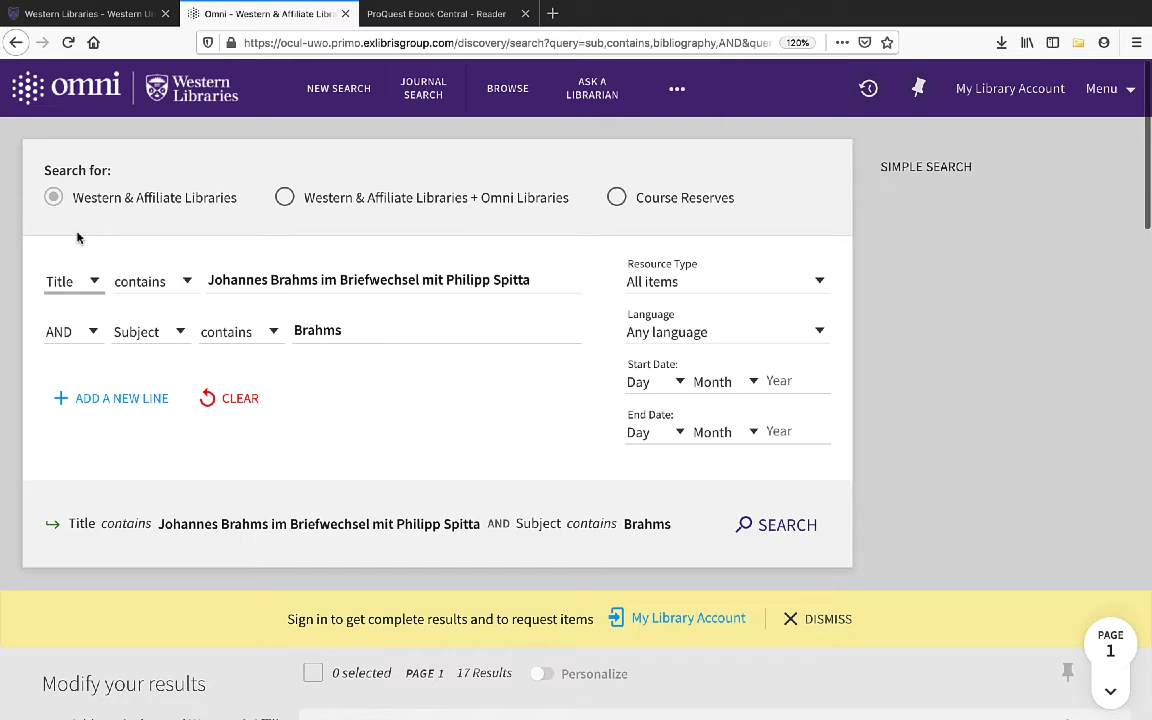 Western Libraries - Western U
Omni - Western & Affiliate Libra
ProQuest Ebook Central - Reader
https://ocul-uwo.primo.exlibrisgroup.com/discovery/search?query=sub,contains,bibliography,AND&quer
120%
omni
Western
Libraries
NEW SEARCH
JOURNAL
SEARCH
BROWSE
ASK A
LIBRARIAN
My Library Account
Menu
Search for:
SIMPLE SEARCH
Western & Affiliate Libraries
Western & Affiliate Libraries + Omni Libraries
Course Reserves
Title contains Johannes Brahms im Briefwechsel mit Philipp Spitta
AND Subject contains Brahms
ADD A NEW LINE
CLEAR
Resource Type
All items
Language
Any language
Start Date:
Day Month Year
End Date:
Day Month Year
Title contains Johannes Brahms im Briefwechsel mit Philipp Spitta AND Subject contains Brahms
SEARCH
Sign in to get complete results and to request items
My Library Account
DISMISS
PAGE
1
Modify your results
0 selected PAGE 1 17 Results
Personalize